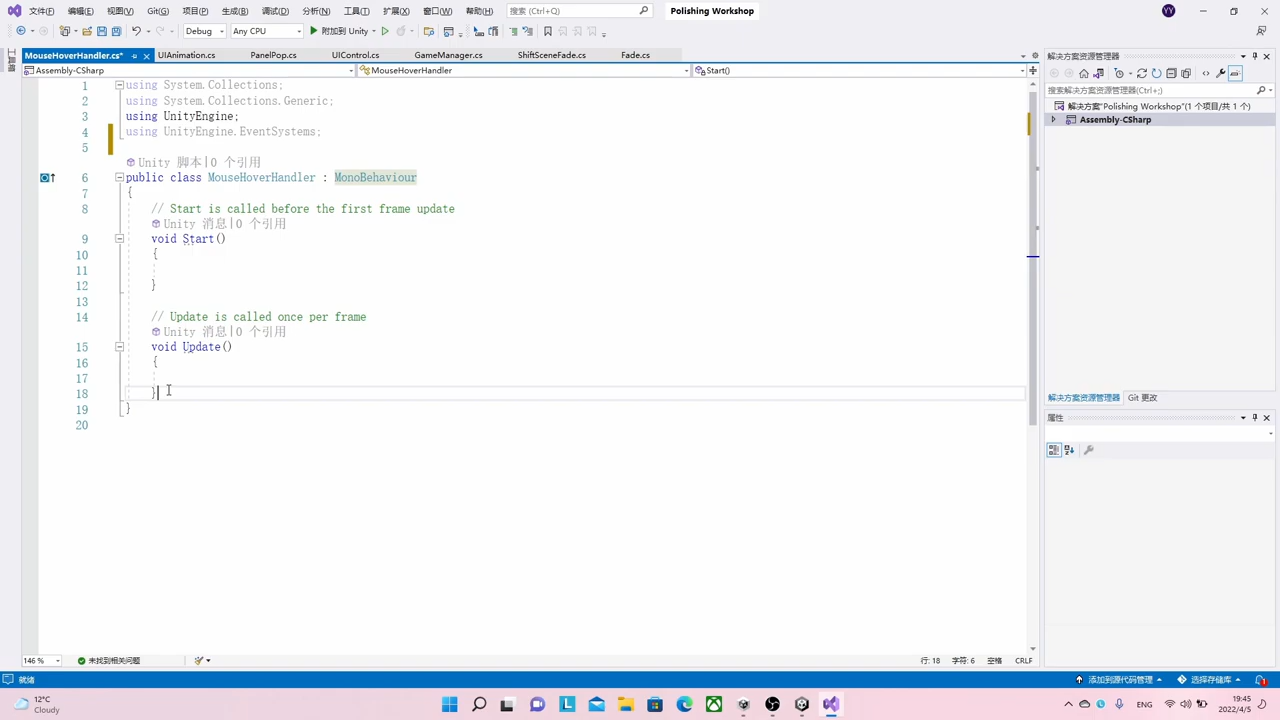 文件(F) 编辑(E) 视图(V) Git(G) 项目(P) 生成(B) 调试(D) 分析(N) 工具(T) 扩展(X) 窗口(W) 帮助(H) 搜索 (Ctrl+Q) Polishing Workshop YY
Debug Any CPU 附加到 Unity
工具箱
MouseHoverHandler.cs* UIAnimation.cs PanelPop.cs UIControl.cs GameManager.cs ShiftSceneFade.cs Fade.cs
Assembly-CSharp MouseHoverHandler Start()
1 using System.Collections;
2 using System.Collections.Generic;
3 using UnityEngine;
4 using UnityEngine.EventSystems;
5
Unity 脚本|0 个引用
6 public class MouseHoverHandler : MonoBehaviour
7 {
8 // Start is called before the first frame update
Unity 消息|0 个引用
9 void Start()
10 {
11
12 }
13
14 // Update is called once per frame
Unity 消息|0 个引用
15 void Update()
16 {
17
18 }
19 }
20
146 % 未找到相关问题 行: 18 字符: 6 空格 CRLF
解决方案资源管理器
搜索解决方案资源管理器(Ctrl+;)
解决方案"Polishing Workshop"(1 个项目/共 1 个)
Assembly-CSharp
解决方案资源管理器 Git 更改
属性
就绪 添加到源代码管理 选择存储库 1
12°C
Cloudy
ENG
19:45
2022/4/5